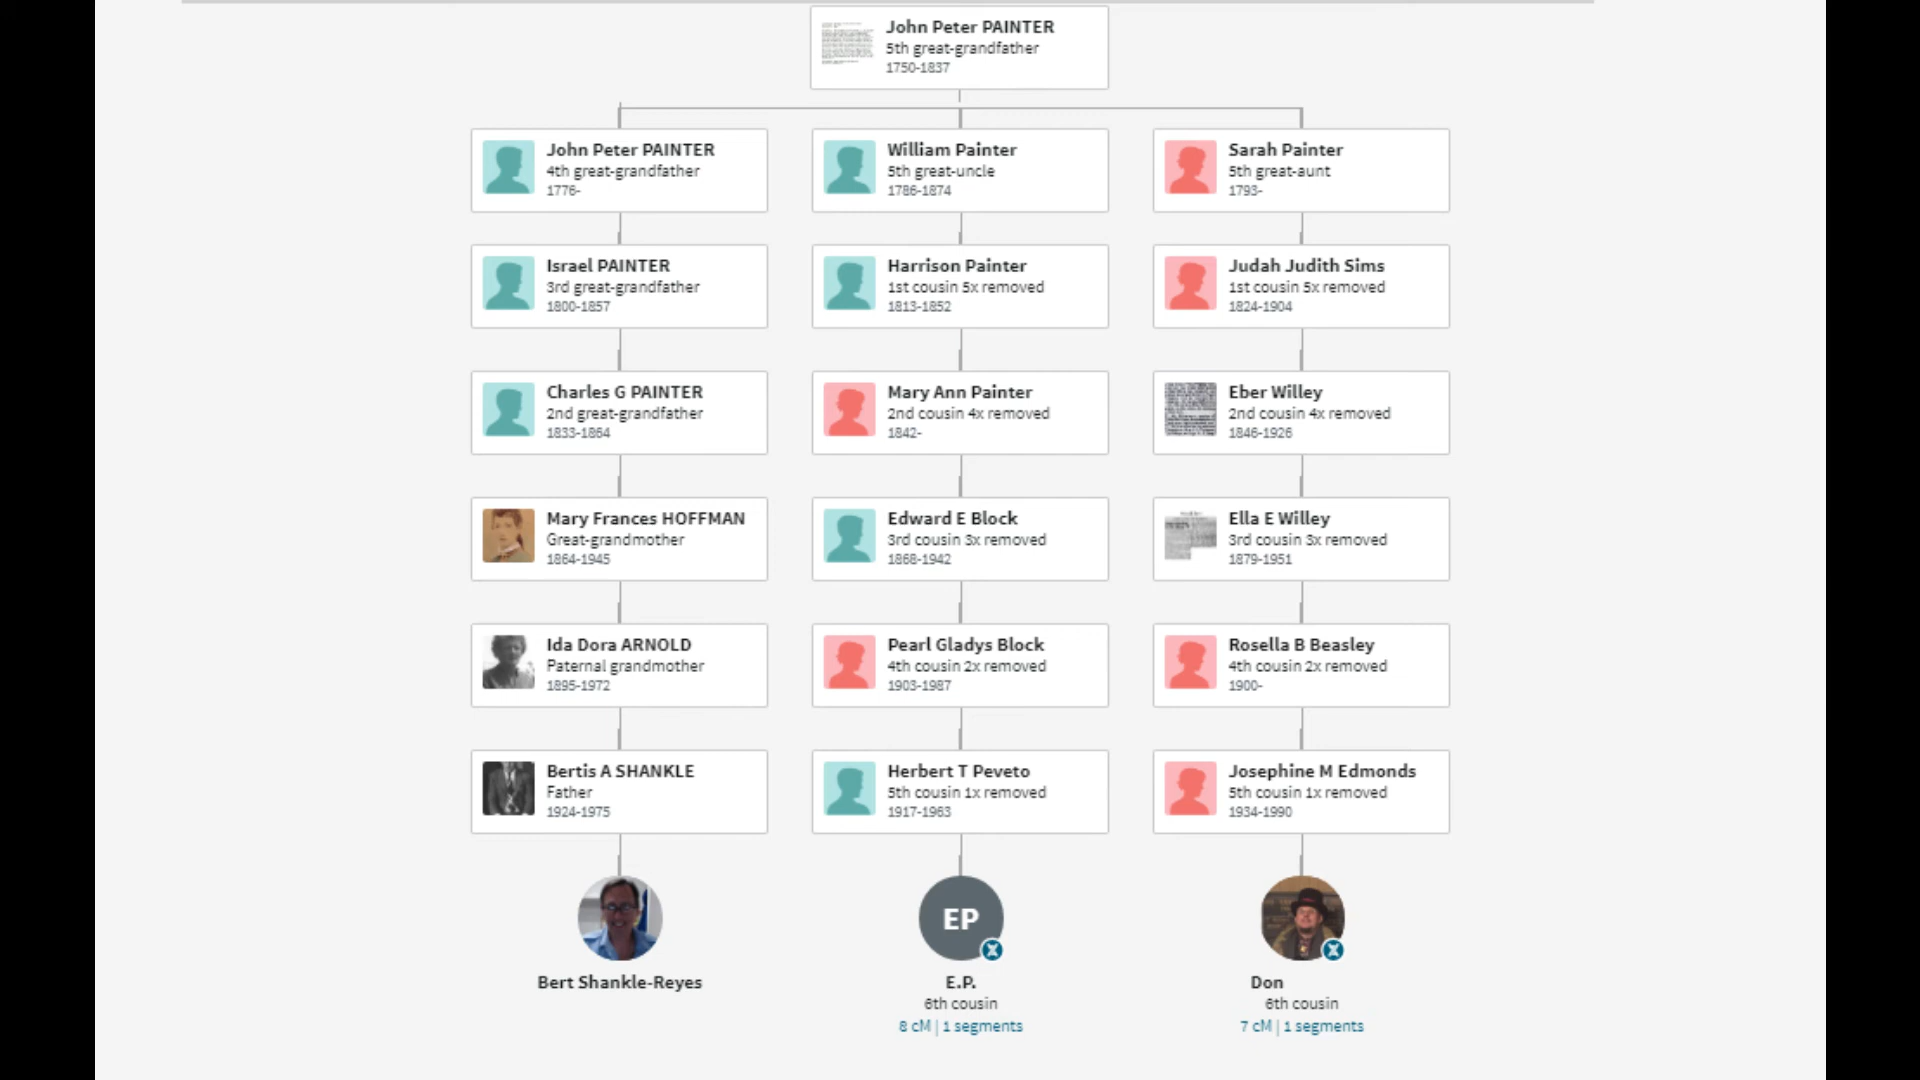 John Peter PAINTER
5th great-grandfather
1750-1837
John Peter PAINTER
4th great-grandfather
1776-
William Painter
5th great-uncle
1786-1874
Sarah Painter
5th great-aunt
1793-
Israel PAINTER
3rd great-grandfather
1800-1857
Harrison Painter
1st cousin 5x removed
1813-1852
Judah Judith Sims
1st cousin 5x removed
1824-1904
Charles G PAINTER
2nd great-grandfather
1833-1864
Mary Ann Painter
2nd cousin 4x removed
1842-
Eber Willey
2nd cousin 4x removed
1846-1926
Mary Frances HOFFMAN
Great-grandmother
1864-1945
Edward E Block
3rd cousin 3x removed
1868-1942
Ella E Willey
3rd cousin 3x removed
1879-1951
Ida Dora ARNOLD
Paternal grandmother
1895-1972
Pearl Gladys Block
4th cousin 2x removed
1903-1987
Rosella B Beasley
4th cousin 2x removed
1900-
Bertis A SHANKLE
Father
1924-1975
Herbert T Peveto
5th cousin 1x removed
1917-1963
Josephine M Edmonds
5th cousin 1x removed
1934-1990
Bert Shankle-Reyes
EP
E.P.
6th cousin
8 cM | 1 segments
Don
6th cousin
7 cM | 1 segments